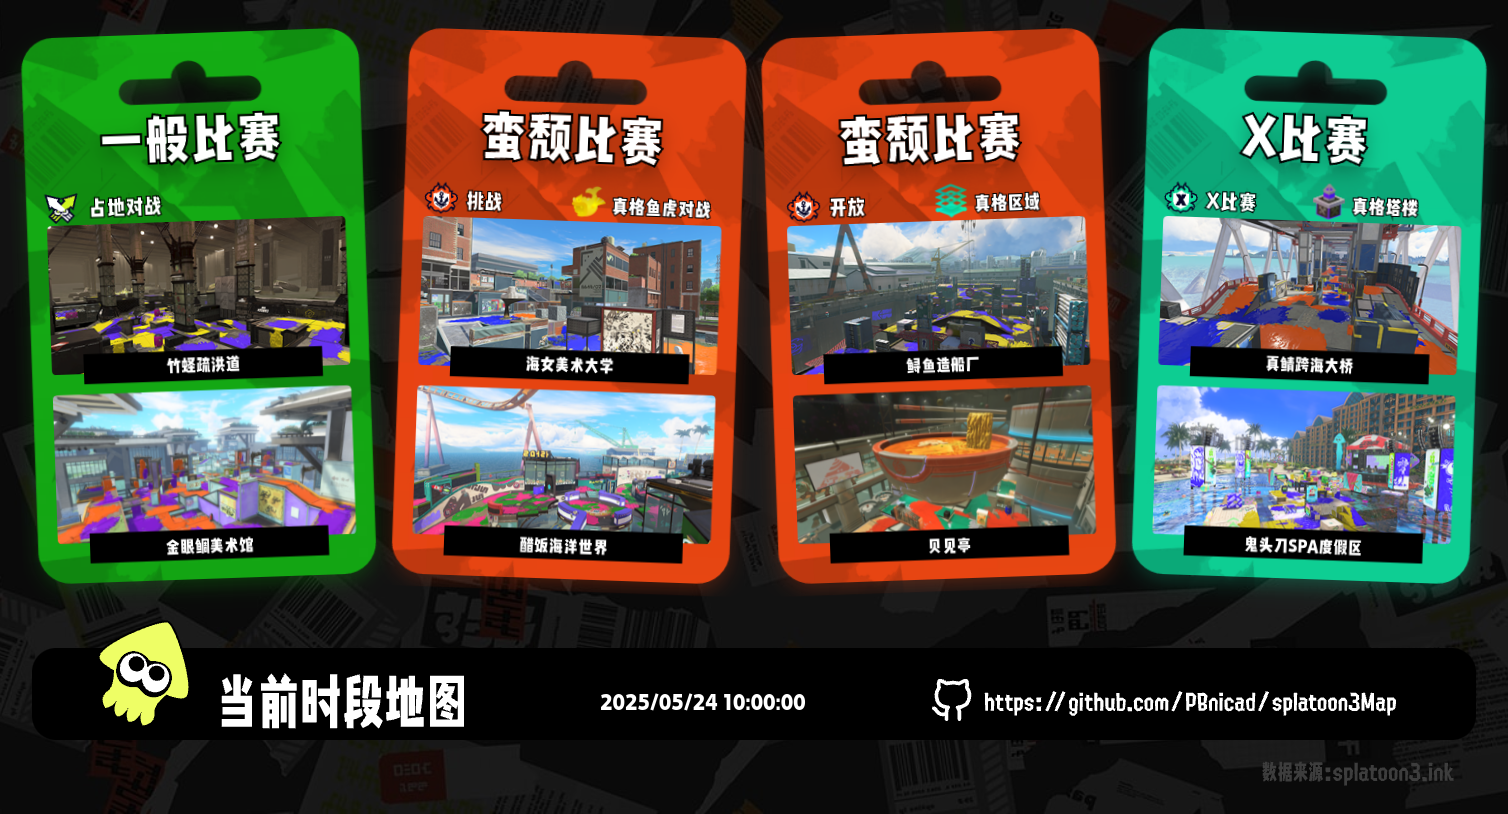 一般比赛
占地对战
竹蛏疏洪道
金眼鲷美术馆
蛮颓比赛
挑战
真格鱼虎对战
海女美术大学
醋饭海洋世界
蛮颓比赛
开放
真格区域
鲟鱼造船厂
贝见亭
X比赛
X比赛
真格塔楼
真鲭跨海大桥
鬼头刀SPA度假区
当前时段地图
2025/05/24 10:00:00
https://github.com/PBnicad/splatoon3Map
数据来源:splatoon3.ink